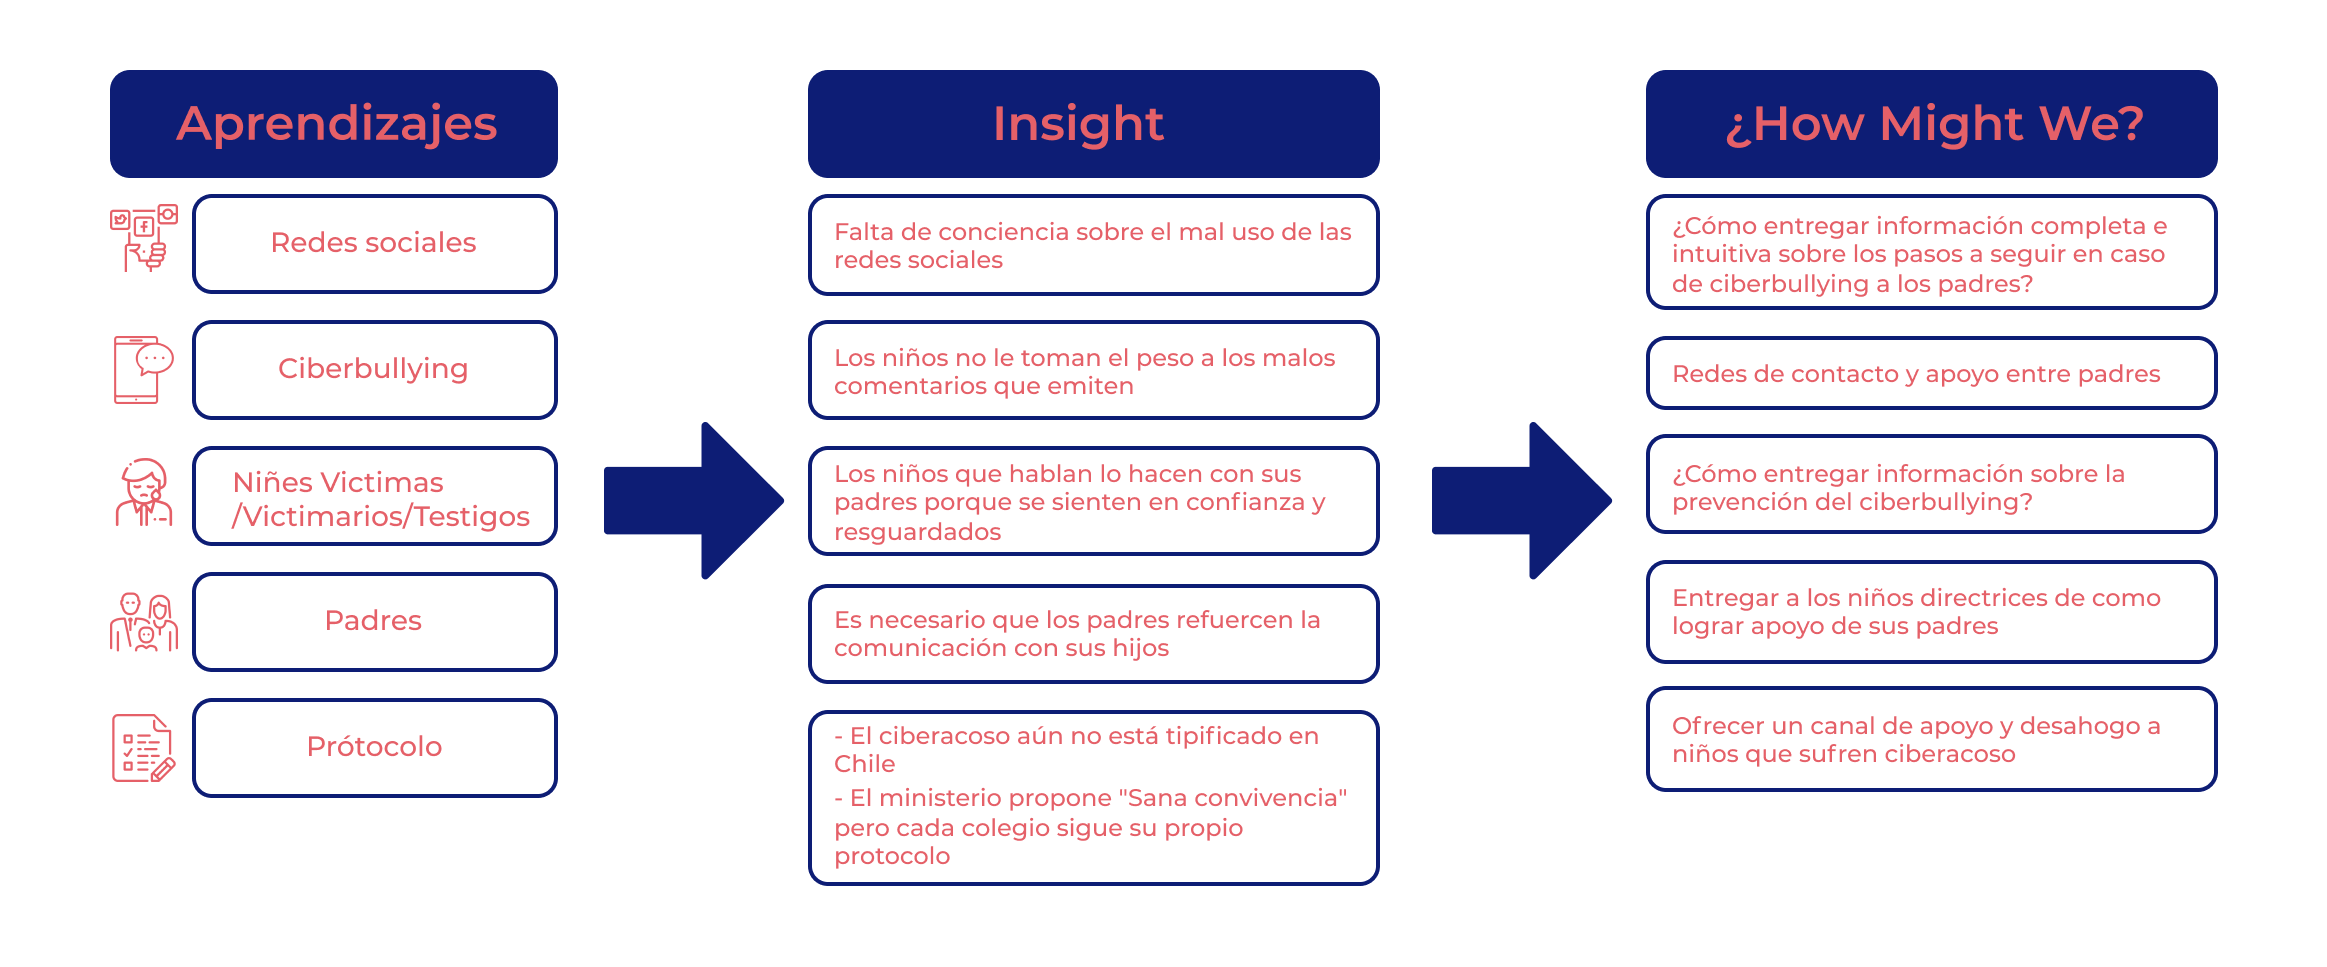 Aprendizajes
Redes sociales
Ciberbullying
Niñes Victimas
/Victimarios/Testigos
Padres
Prótocolo
Insight
Falta de conciencia sobre el mal uso de las
redes sociales
Los niños no le toman el peso a los malos
comentarios que emiten
Los niños que hablan lo hacen con sus
padres porque se sienten en confianza y
resguardados
Es necesario que los padres refuercen la
comunicación con sus hijos
- El ciberacoso aún no está tipificado en
Chile
- El ministerio propone "Sana convivencia"
pero cada colegio sigue su propio
protocolo
¿How Might We?
¿Cómo entregar información completa e
intuitiva sobre los pasos a seguir en caso
de ciberbullying a los padres?
Redes de contacto y apoyo entre padres
¿Cómo entregar información sobre la
prevención del ciberbullying?
Entregar a los niños directrices de como
lograr apoyo de sus padres
Ofrecer un canal de apoyo y desahogo a
niños que sufren ciberacoso